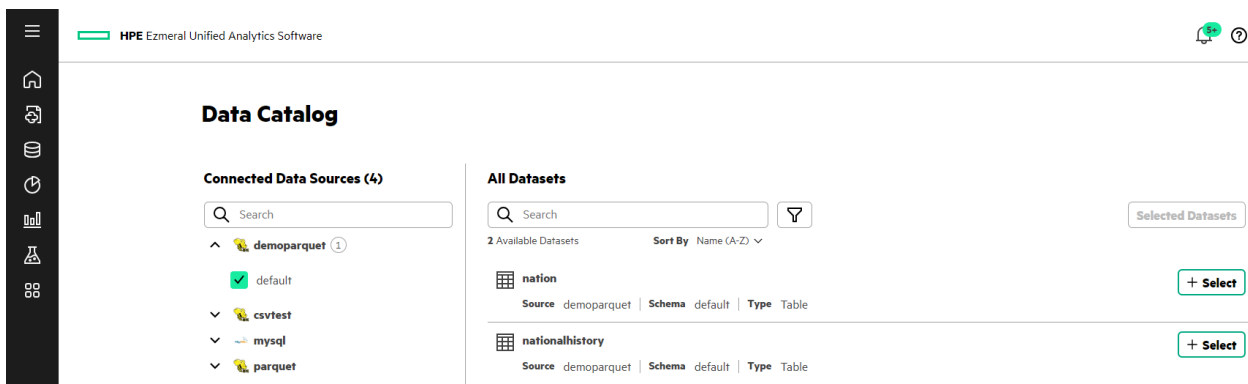 HPE Ezmeral Unified Analytics Software
5+
Data Catalog
Connected Data Sources (4)
Search
demoparquet 1
default
csvtest
mysql
parquet
All Datasets
Search
Selected Datasets
2 Available Datasets Sort By Name (A-Z)
nation
+ Select
Source demoparquet | Schema default | Type Table
nationalhistory
+ Select
Source demoparquet | Schema default | Type Table